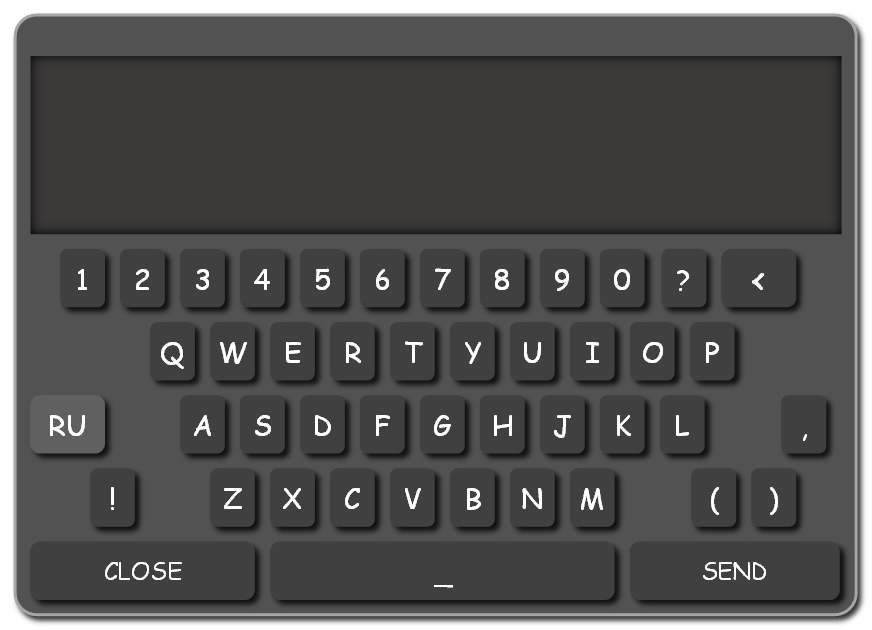 1 2 3 4 5 6 7 8 9 0 ? <
Q W E R T Y U I O P
RU A S D F G H J K L ,
! Z X C V B N M ( )
CLOSE _ SEND